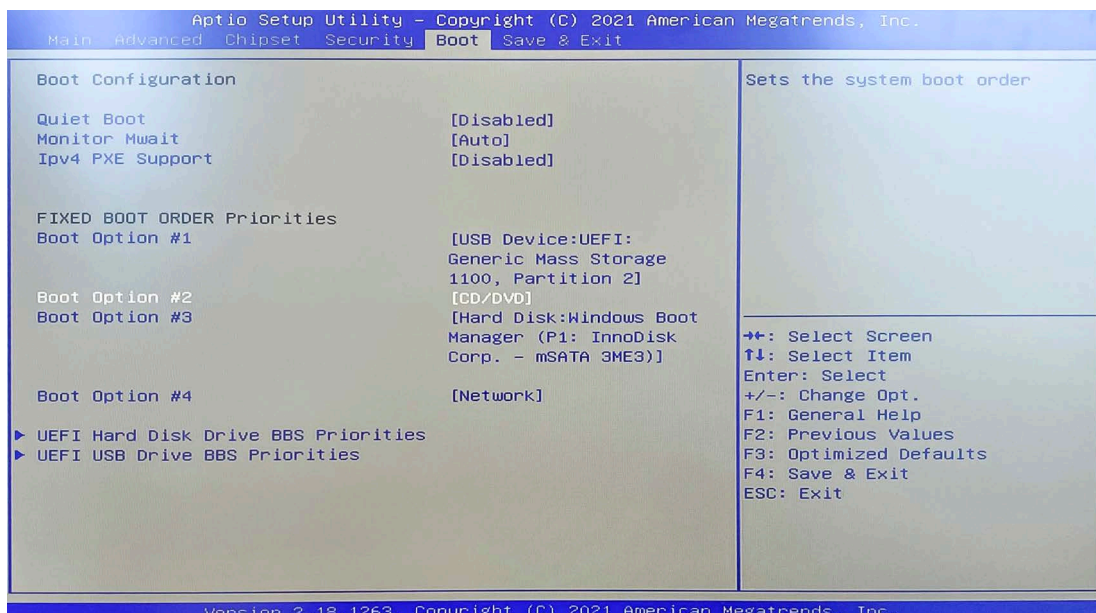 Aptio Setup Utility – Copyright (C) 2021 American Megatrends, Inc.
Main Advanced Chipset Security Boot Save & Exit
Boot Configuration
Quiet Boot [Disabled]
Monitor Mwait [Auto]
Ipv4 PXE Support [Disabled]
FIXED BOOT ORDER Priorities
Boot Option #1 [USB Device:UEFI:
Generic Mass Storage
1100, Partition 2]
Boot Option #2 [CD/DVD]
Boot Option #3 [Hard Disk:Windows Boot
Manager (P1: InnoDisk
Corp. – mSATA 3ME3)]
Boot Option #4 [Network]
▶ UEFI Hard Disk Drive BBS Priorities
▶ UEFI USB Drive BBS Priorities
Sets the system boot order
→←: Select Screen
↑↓: Select Item
Enter: Select
+/-: Change Opt.
F1: General Help
F2: Previous Values
F3: Optimized Defaults
F4: Save & Exit
ESC: Exit
Version 2.18.1263. Copyright (C) 2021 American Megatrends, Inc.